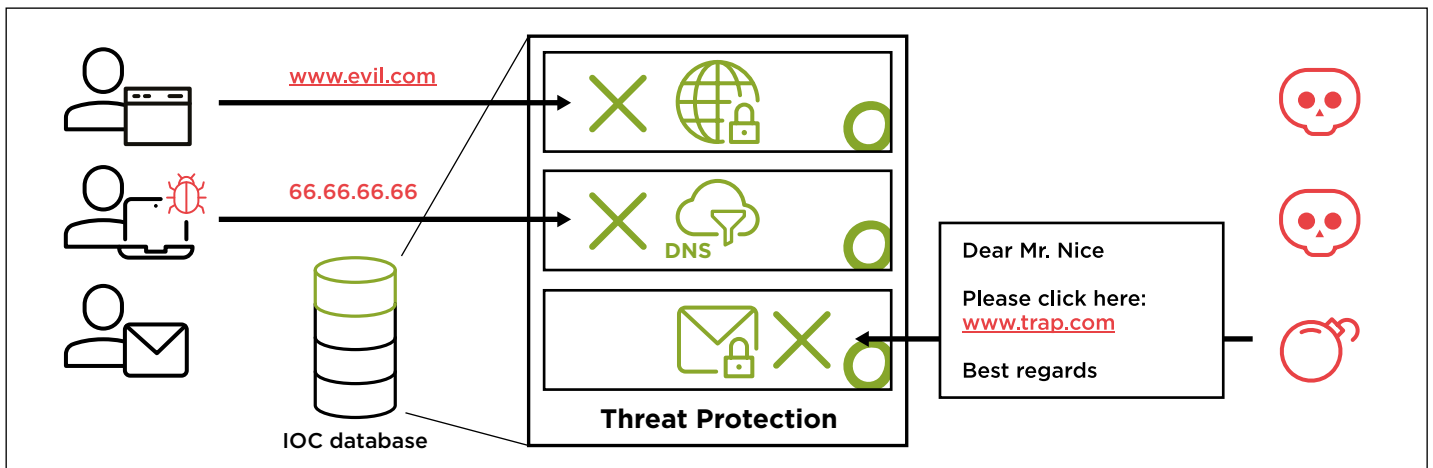 www.evil.com
66.66.66.66
DNS
Dear Mr. Nice
Please click here:
www.trap.com
Best regards
Threat Protection
IOC database